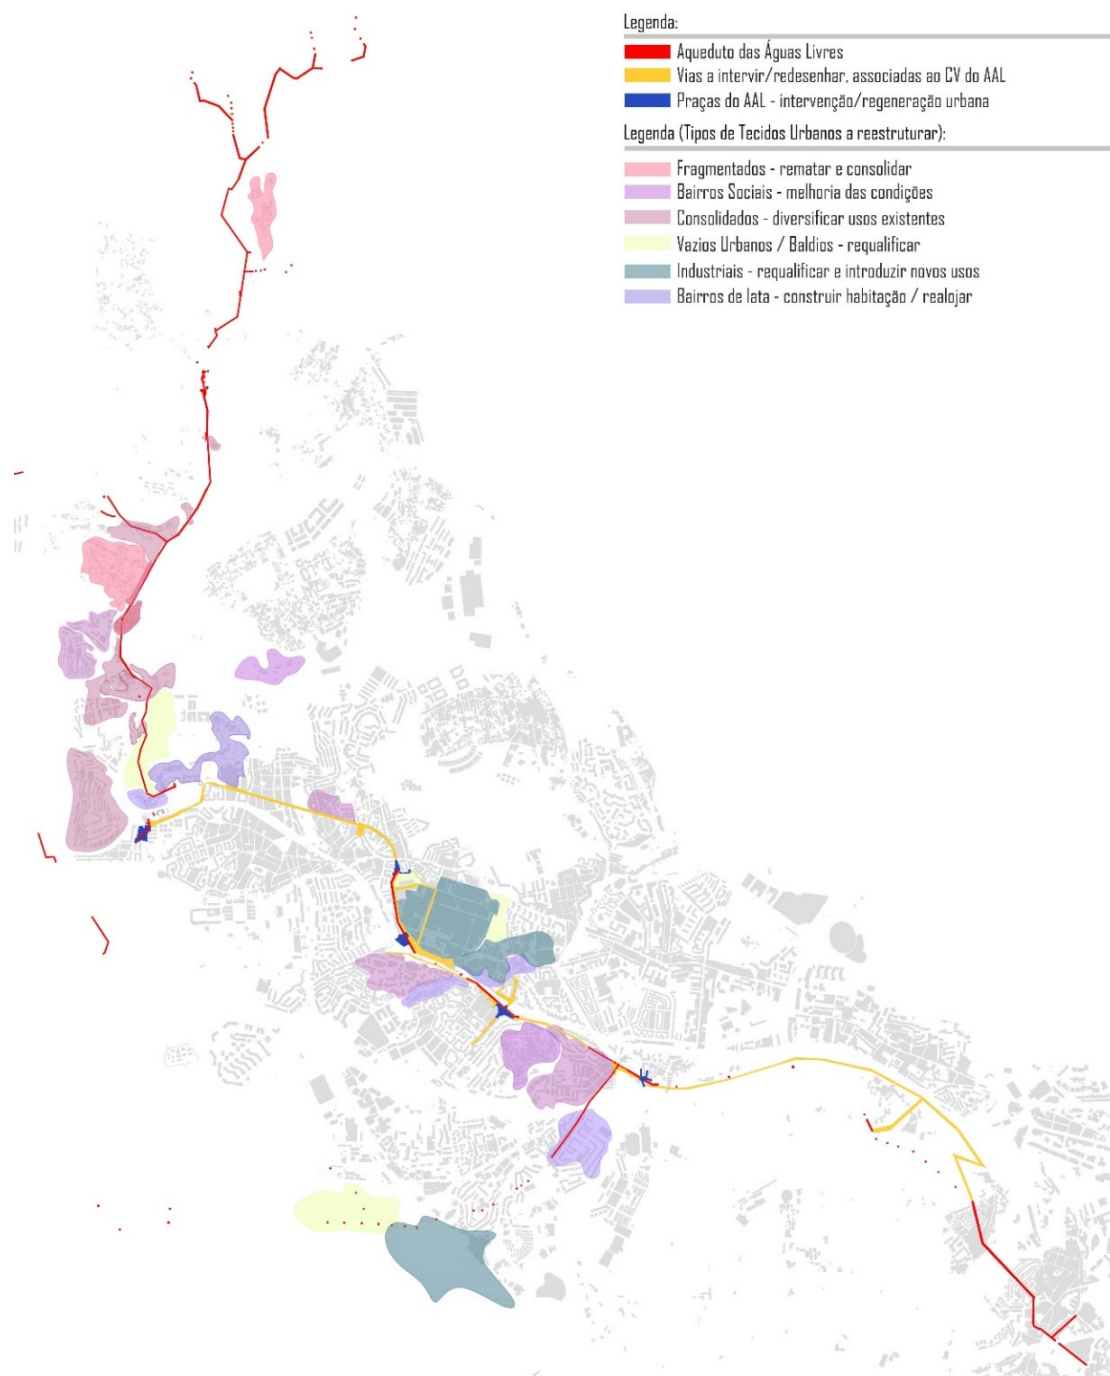 Legenda:
Aqueduto das Águas Livres
Vias a intervir/redesenhar, associadas ao CV do AAL
Praças do AAL - intervenção/regeneração urbana
Legenda (Tipos de Tecidos Urbanos a reestruturar):
Fragmentados - rematar e consolidar
Bairros Sociais - melhoria das condições
Consolidados - diversificar usos existentes
Vazios Urbanos / Baldios - requalificar
Industriais - requalificar e introduzir novos usos
Bairros de lata - construir habitação / realojar